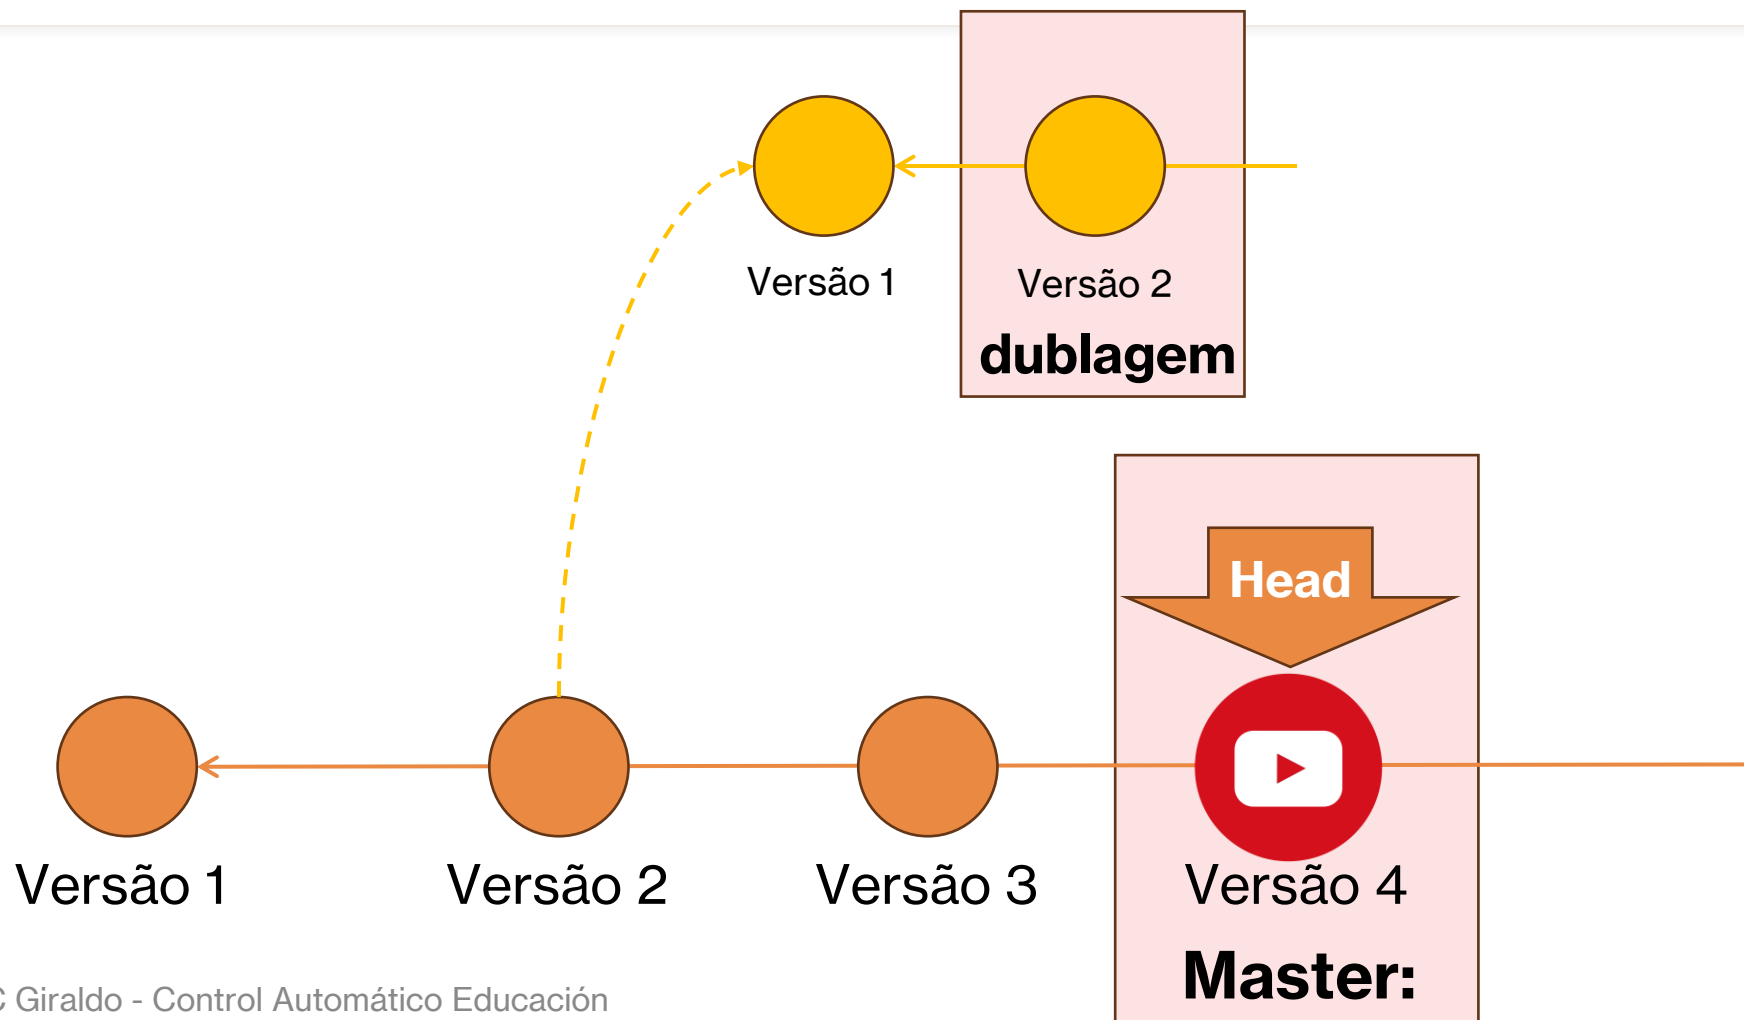 Versão 1
Versão 2
dublagem
Head
Versão 1
Versão 2
Versão 3
Versão 4
Master:
C Giraldo - Control Automático Educación